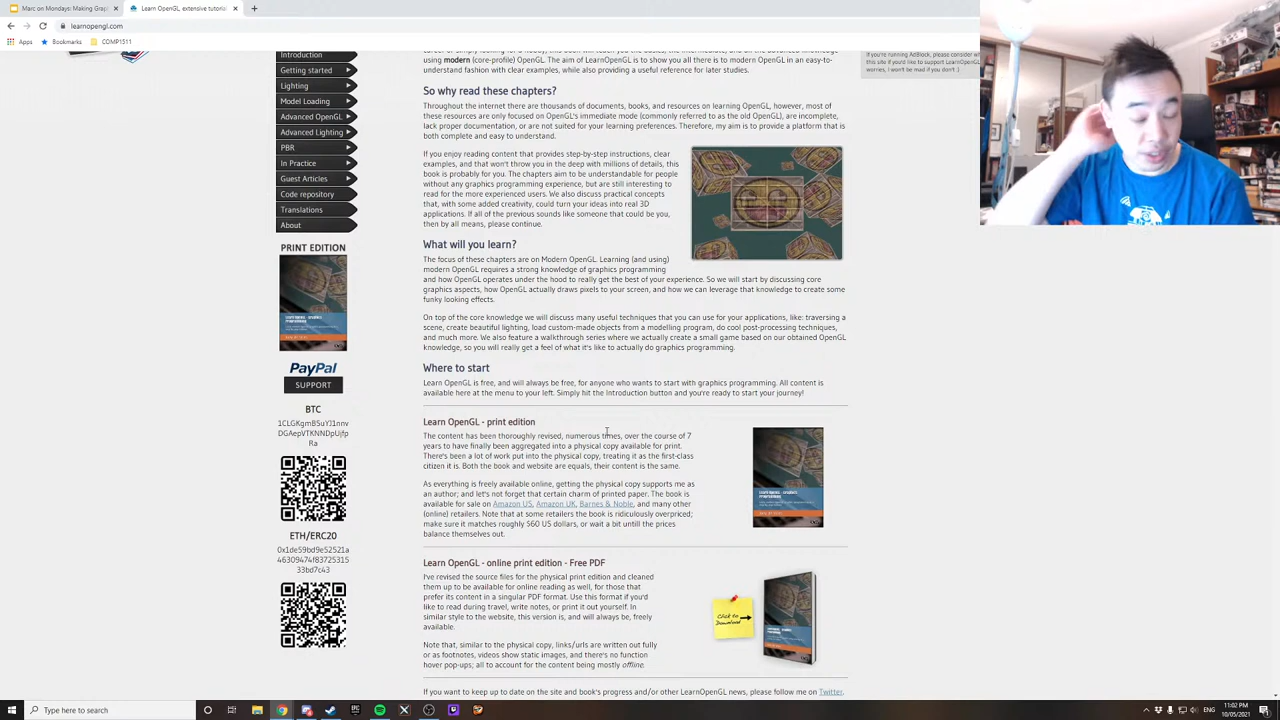 Marc on Mondays: Making Grap
Learn OpenGL, extensive tutoria
learnopengl.com
Apps
Bookmarks
COMP1511
Introduction
Getting started
Lighting
Model Loading
Advanced OpenGL
Advanced Lighting
PBR
In Practice
Guest Articles
Code repository
Translations
About
PRINT EDITION
PayPal
SUPPORT
BTC
1CLGKgmBSuYJ1nnv
DGAepVTKNNDpUjfp
Ra
ETH/ERC20
0x1de59bd9e52521a
46309474f83725315
33bd7c43
modern (core-profile) OpenGL. The aim of LearnOpenGL is to show you all there is to modern OpenGL in an easy-to-
understand fashion with clear examples, while also providing a useful reference for later studies.
So why read these chapters?
Throughout the internet there are thousands of documents, books, and resources on learning OpenGL, however, most of
these resources are only focused on OpenGL's immediate mode (commonly referred to as the old OpenGL), are incomplete,
lack proper documentation, or are not suited for your learning preferences. Therefore, my aim is to provide a platform that is
both complete and easy to understand.
If you enjoy reading content that provides step-by-step instructions, clear
examples, and that won't throw you in the deep with millions of details, this
book is probably for you. The chapters aim to be understandable for people
without any graphics programming experience, but are still interesting to
read for the more experienced users. We also discuss practical concepts
that, with some added creativity, could turn your ideas into real 3D
applications. If all of the previous sounds like someone that could be you,
then by all means, please continue.
What will you learn?
The focus of these chapters are on Modern OpenGL. Learning (and using)
modern OpenGL requires a strong knowledge of graphics programming
and how OpenGL operates under the hood to really get the best of your experience. So we will start by discussing core
graphics aspects, how OpenGL actually draws pixels to your screen, and how we can leverage that knowledge to create some
funky looking effects.
On top of the core knowledge we will discuss many useful techniques that you can use for your applications, like: traversing a
scene, create beautiful lighting, load custom-made objects from a modelling program, do cool post-processing techniques,
and much more. We also feature a walkthrough series where we actually create a small game based on our obtained OpenGL
knowledge, so you will really get a feel of what it's like to actually do graphics programming.
Where to start
Learn OpenGL is free, and will always be free, for anyone who wants to start with graphics programming. All content is
available here at the menu to your left. Simply hit the Introduction button and you're ready to start your journey!
Learn OpenGL - print edition
The content has been thoroughly revised, numerous times, over the course of 7
years to have finally been aggregated into a physical copy available for print.
There's been a lot of work put into the physical copy, treating it as the first-class
citizen it is. Both the book and website are equals, their content is the same.
As everything is freely available online, getting the physical copy supports me as
an author; and let's not forget that certain charm of printed paper. The book is
available for sale on Amazon US, Amazon UK, Barnes & Noble, and many other
(online) retailers. Note that at some retailers the book is ridiculously overpriced;
make sure it matches roughly $60 US dollars, or wait a bit untill the prices
balance themselves out.
Learn OpenGL - online print edition - Free PDF
I've revised the source files for the physical print edition and cleaned
them up to be available for online reading as well, for those that
prefer its content in a singular PDF format. Use this format if you'd
like to read during travel, write notes, or print it out yourself. In
similar style to the website, this version is, and will always be, freely
available.
Note that, similar to the physical copy, links/urls are written out fully
or as footnotes, videos show static images, and there's no function
hover pop-ups; all to account for the content being mostly offline.
Click to
Download
If you want to keep up to date on the site and book's progress and/or other LearnOpenGL news, please follow me on Twitter.
If you're running AdBlock, please consider w
this site if you'd like to support LearnOpenGL
worries, I won't be mad if you don't :)
Type here to search
ENG
11:02 PM
10/05/2021